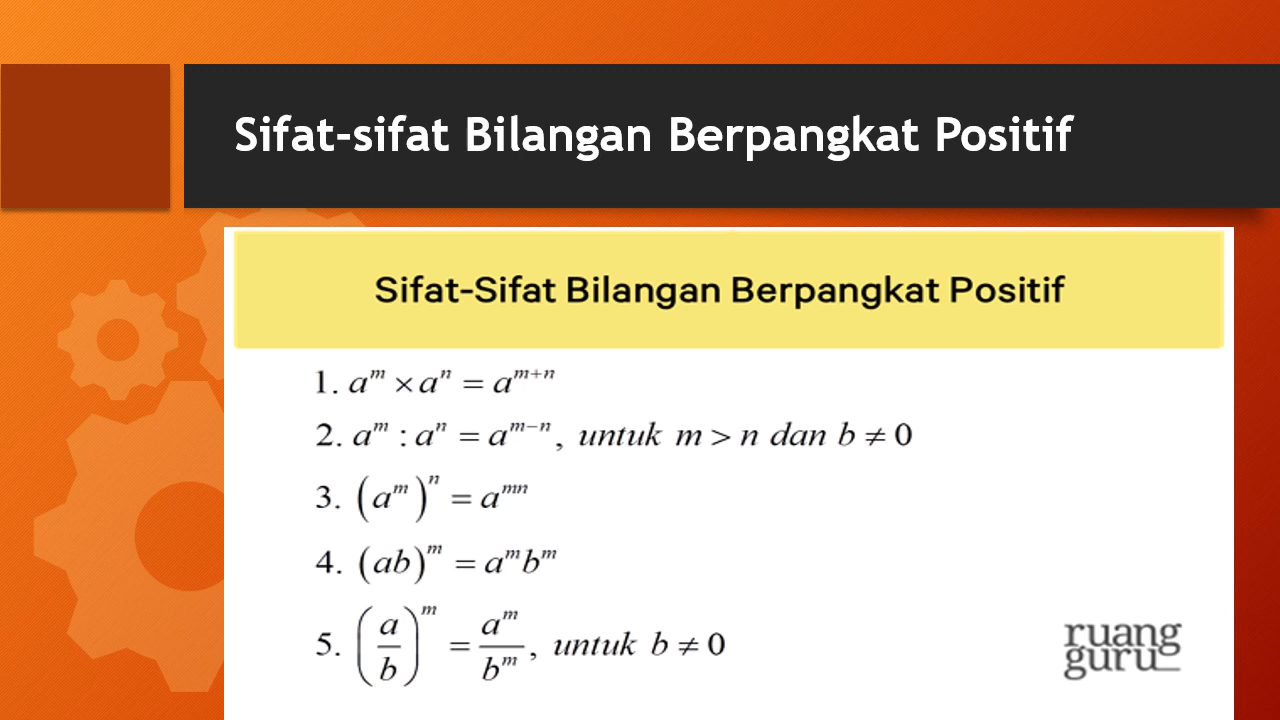 Sifat-sifat Bilangan Berpangkat Positif
Sifat-Sifat Bilangan Berpangkat Positif
1. a^m × a^n = a^{m+n}
2. a^m : a^n = a^{m−n}, untuk m > n dan b ≠ 0
3. (a^m)^n = a^{mn}
4. (ab)^m = a^m b^m
5. (a/b)^m = a^m/b^m, untuk b ≠ 0
ruang
guru